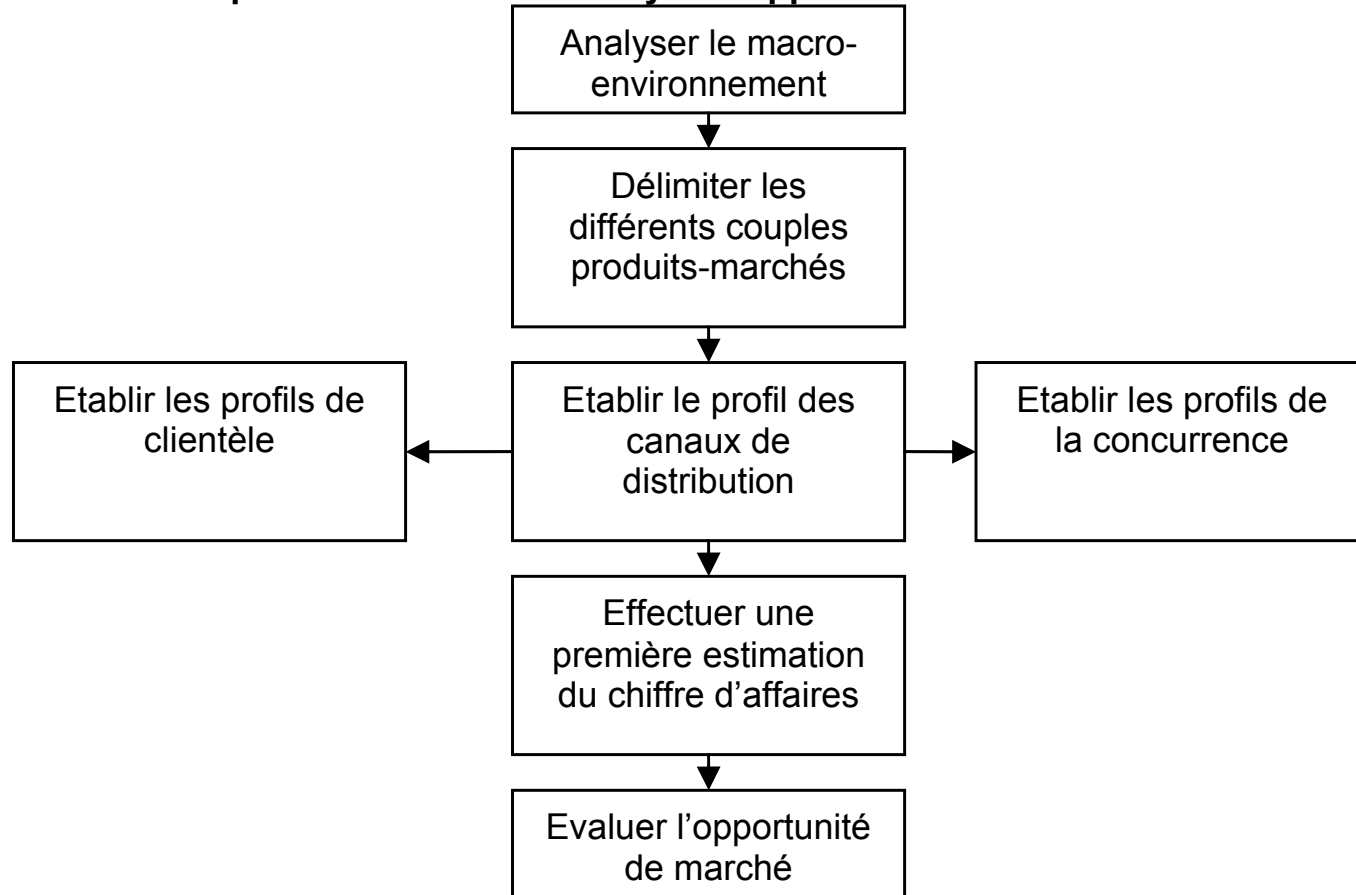 Analyser le macro-
environnement
Délimiter les
différents couples
produits-marchés
Etablir les profils de
clientèle
Etablir le profil des
canaux de
distribution
Etablir les profils de
la concurrence
Effectuer une
première estimation
du chiffre d’affaires
Evaluer l’opportunité
de marché